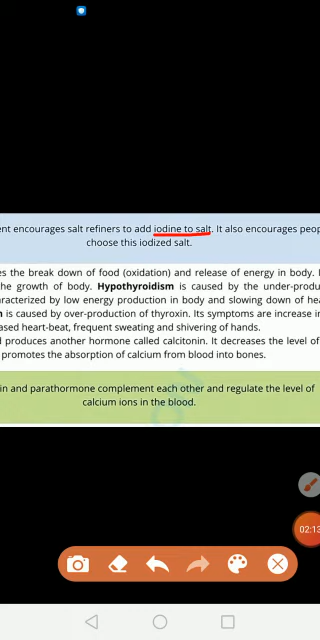 ent encourages salt refiners to add iodine to salt. It also encourages peop
choose this iodized salt.
es the break down of food (oxidation) and release of energy in body. I
the growth of body. Hypothyroidism is caused by the under-produ
aracterized by low energy production in body and slowing down of hea
m is caused by over-production of thyroxin. Its symptoms are increase in
ased heart-beat, frequent sweating and shivering of hands.
d produces another hormone called calcitonin. It decreases the level of
promotes the absorption of calcium from blood into bones.
in and parathormone complement each other and regulate the level of
calcium ions in the blood.
02:13